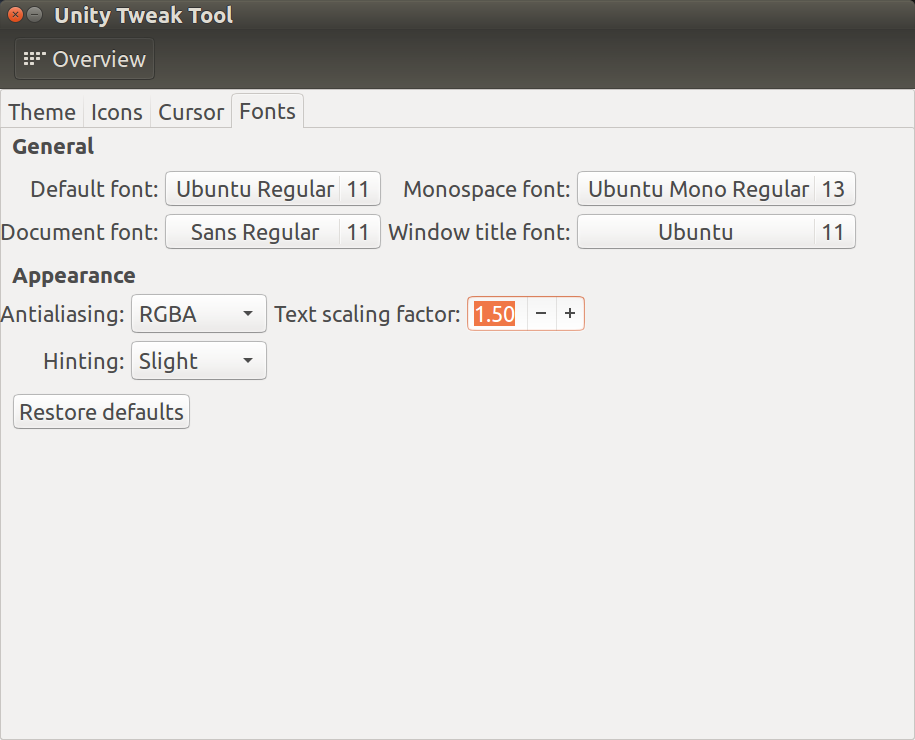 Unity Tweak Tool
Overview
Theme Icons Cursor Fonts
General
Default font: Ubuntu Regular 11 Monospace font: Ubuntu Mono Regular 13
Document font: Sans Regular 11 Window title font: Ubuntu 11
Appearance
Antialiasing: RGBA Text scaling factor: 1.50 − +
Hinting: Slight
Restore defaults